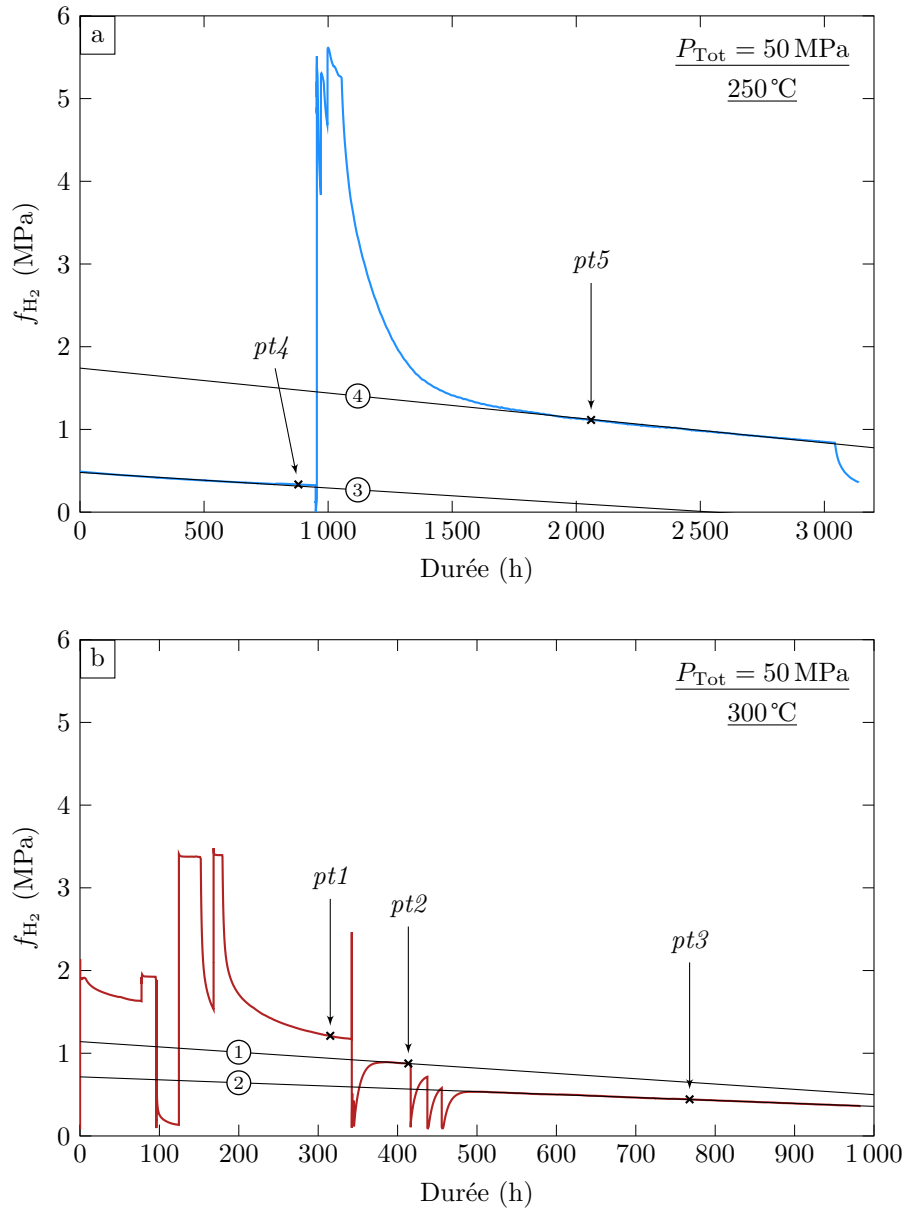 a
P_Tot = 50 MPa
250 °C
f_H₂ (MPa)
6
5
4
3
2
1
0
pt4
pt5
4
3
0 500 1 000 1 500 2 000 2 500 3 000
Durée (h)
b
P_Tot = 50 MPa
300 °C
f_H₂ (MPa)
6
5
4
3
2
1
0
pt1
pt2
pt3
1
2
0 100 200 300 400 500 600 700 800 900 1 000
Durée (h)